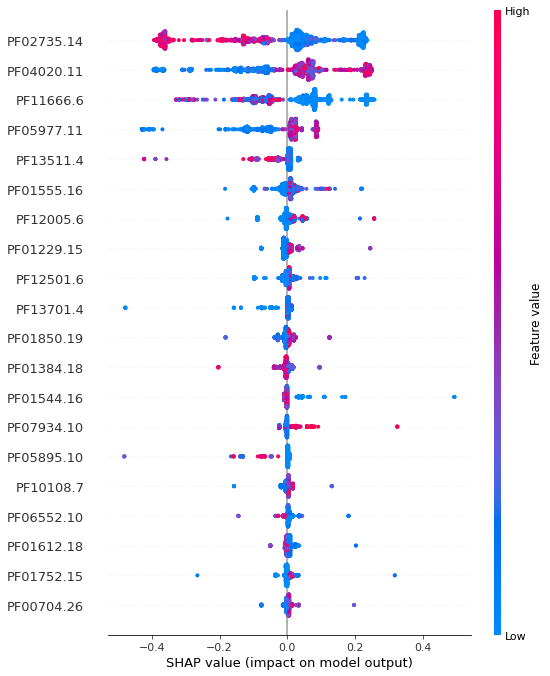 High
PF02735.14
PF04020.11
PF11666.6
PF05977.11
PF13511.4
PF01555.16
PF12005.6
PF01229.15
PF12501.6
PF13701.4
PF01850.19
PF01384.18
PF01544.16
PF07934.10
PF05895.10
PF10108.7
PF06552.10
PF01612.18
PF01752.15
PF00704.26
Feature value
Low
−0.4 −0.2 0.0 0.2 0.4
SHAP value (impact on model output)